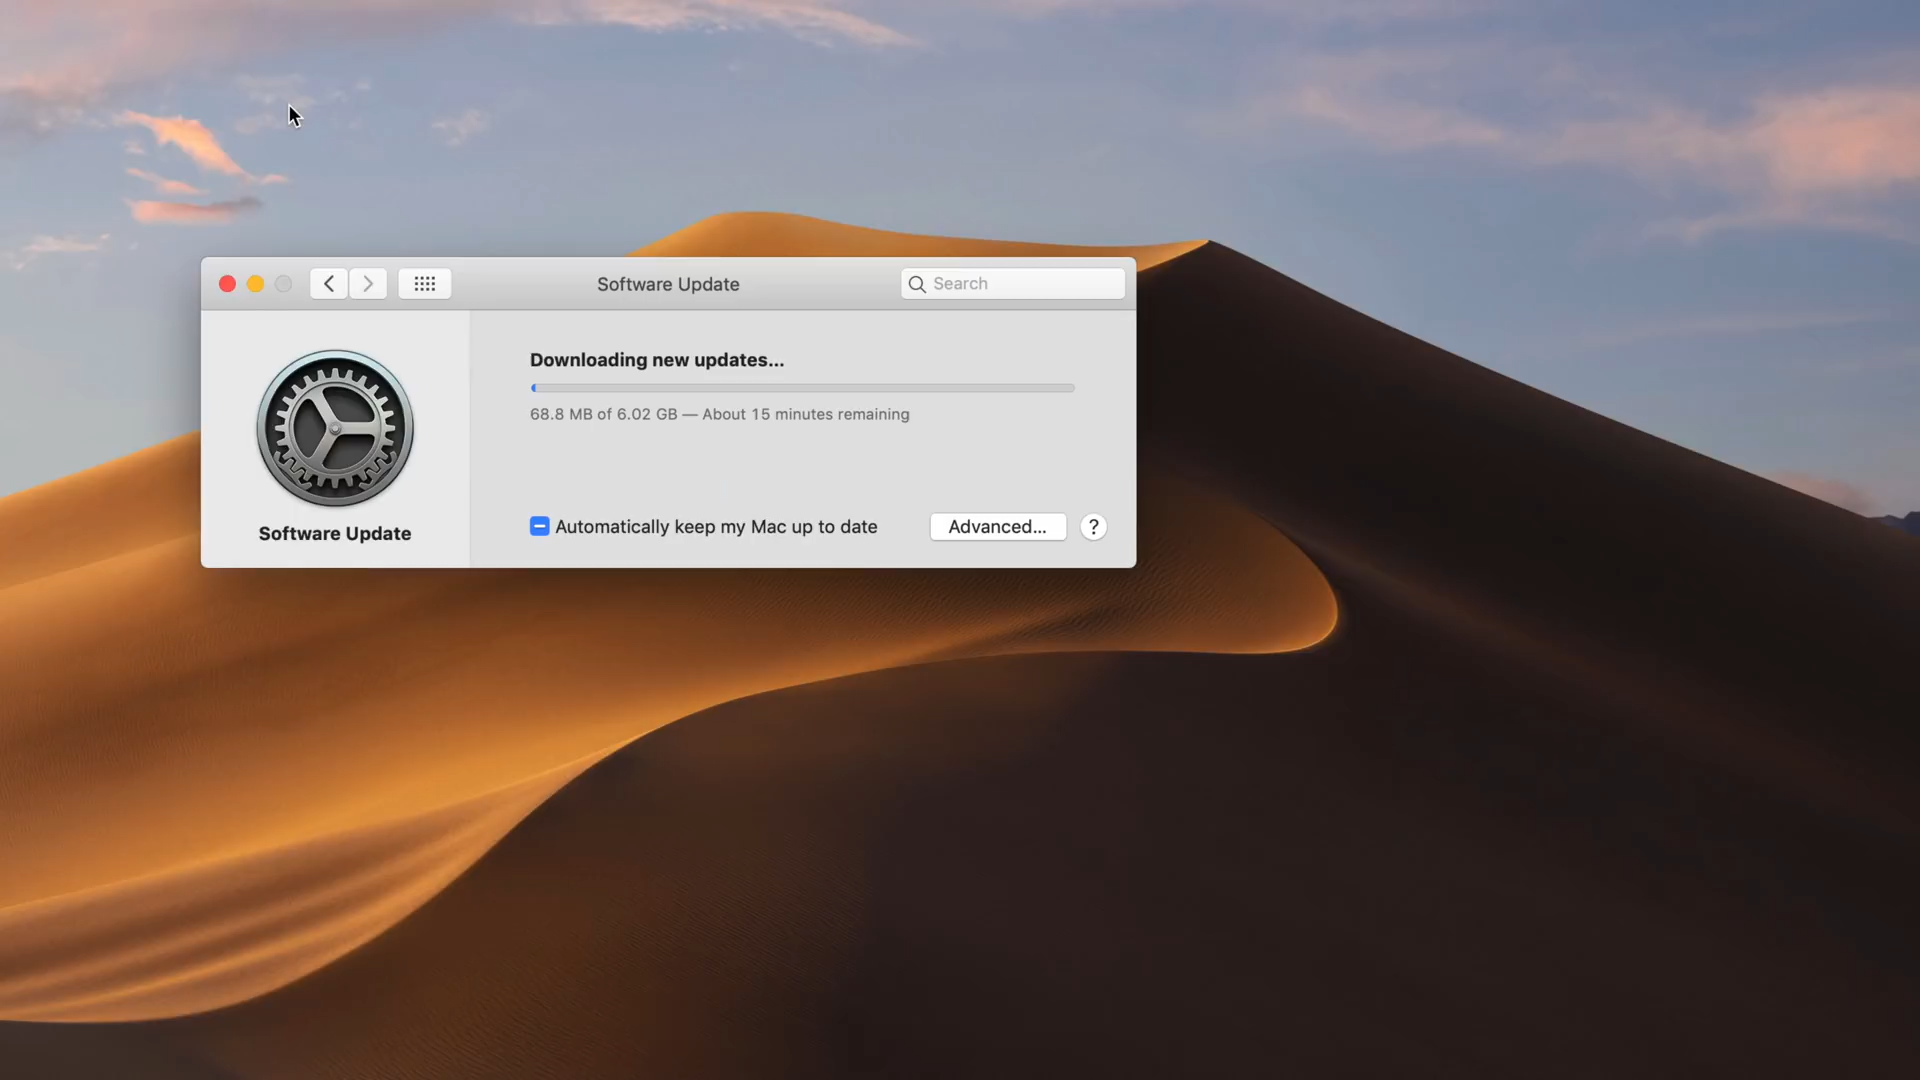 Software Update
Search
Downloading new updates...
68.8 MB of 6.02 GB — About 15 minutes remaining
Software Update
Automatically keep my Mac up to date
Advanced...
?